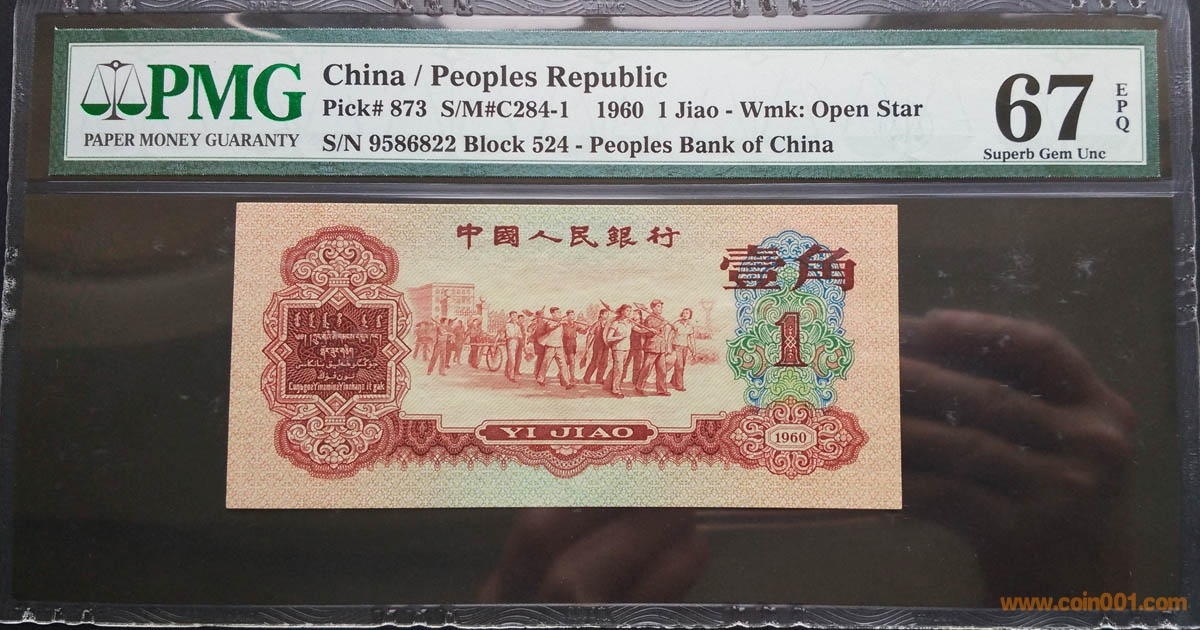 PMG
PAPER MONEY GUARANTY
China / Peoples Republic
Pick# 873 S/M#C284-1 1960 1 Jiao - Wmk: Open Star
S/N 9586822 Block 524 - Peoples Bank of China
67
EPQ
Superb Gem Unc
中國人民銀行
壹角
1
YI JIAO
1960
www.coin001.com